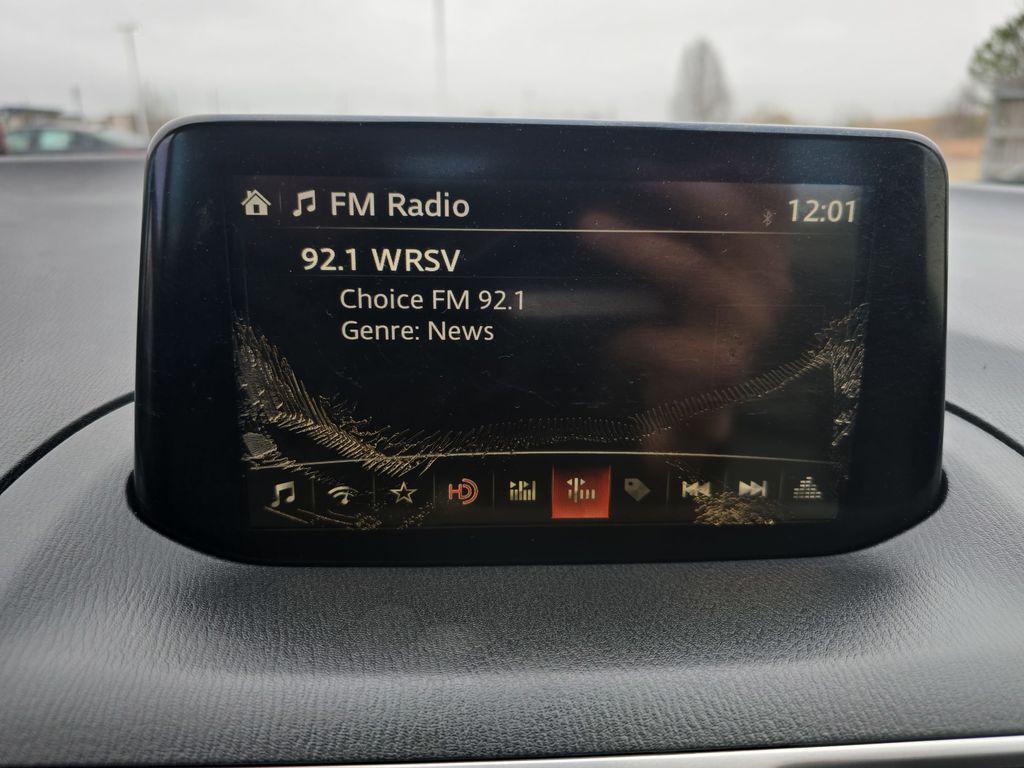 FM Radio
12:01
92.1 WRSV
Choice FM 92.1
Genre: News
HD